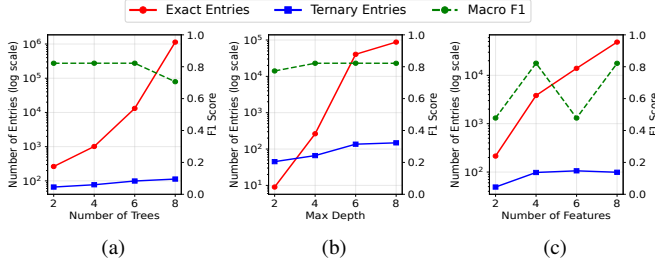 Exact Entries Ternary Entries Macro F1
Number of Entries (log scale)
10^6
10^5
10^4
10^3
10^2
1.0
0.8
0.6
0.4
0.2
0.0
F1 Score
2 4 6 8
Number of Trees
(a)
Number of Entries (log scale)
10^5
10^4
10^3
10^2
10^1
1.0
0.8
0.6
0.4
0.2
0.0
F1 Score
2 4 6 8
Max Depth
(b)
Number of Entries (log scale)
10^4
10^3
10^2
1.0
0.8
0.6
0.4
0.2
0.0
F1 Score
2 4 6 8
Number of Features
(c)